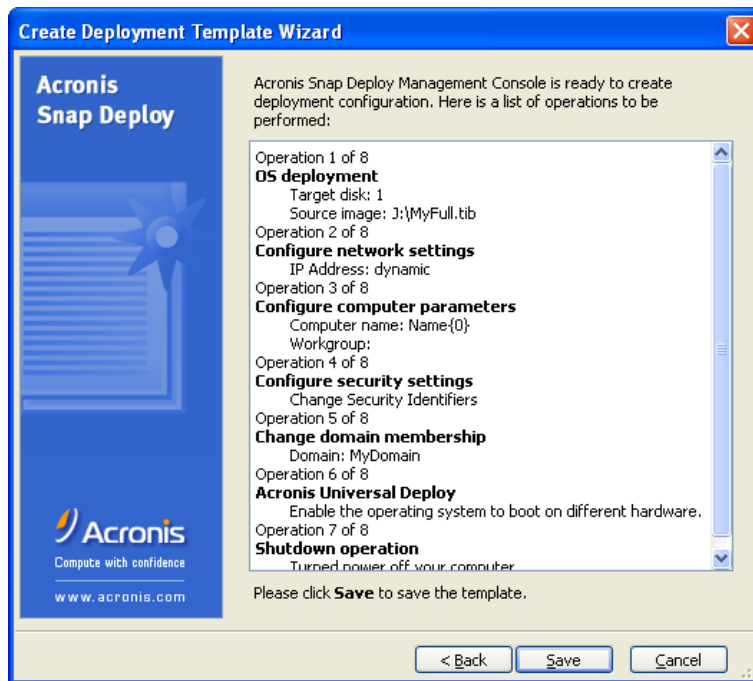 Create Deployment Template Wizard
Acronis
Snap Deploy
Acronis Snap Deploy Management Console is ready to create
deployment configuration. Here is a list of operations to be
performed:
Operation 1 of 8
OS deployment
Target disk: 1
Source image: J:\MyFull.tib
Operation 2 of 8
Configure network settings
IP Address: dynamic
Operation 3 of 8
Configure computer parameters
Computer name: Name{0}
Workgroup:
Operation 4 of 8
Configure security settings
Change Security Identifiers
Operation 5 of 8
Change domain membership
Domain: MyDomain
Operation 6 of 8
Acronis Universal Deploy
Enable the operating system to boot on different hardware.
Operation 7 of 8
Shutdown operation
Turned power off your computer
Acronis
Compute with confidence
www.acronis.com
Please click Save to save the template.
< Back
Save
Cancel